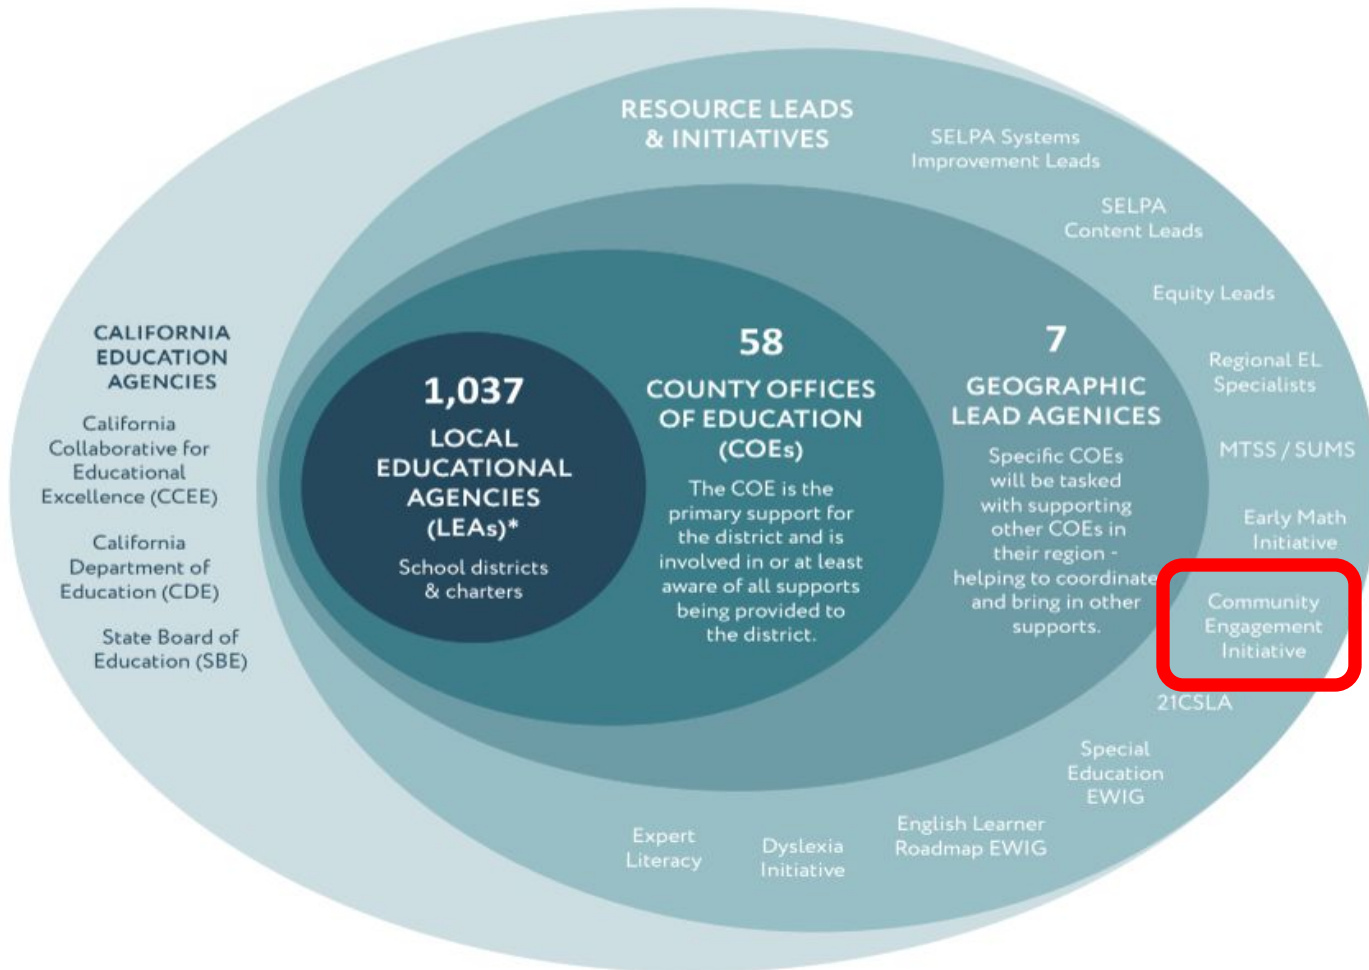 RESOURCE LEADS
& INITIATIVES
SELPA Systems
Improvement Leads
SELPA
Content Leads
Equity Leads
Regional EL
Specialists
MTSS / SUMS
Early Math
Initiative
Community
Engagement
Initiative
21CSLA
Special
Education
EWIG
English Learner
Roadmap EWIG
Dyslexia
Initiative
Expert
Literacy
CALIFORNIA
EDUCATION
AGENCIES
California
Collaborative for
Educational
Excellence (CCEE)
California
Department of
Education (CDE)
State Board of
Education (SBE)
1,037
LOCAL
EDUCATIONAL
AGENCIES
(LEAs)*
School districts
& charters
58
COUNTY OFFICES
OF EDUCATION
(COEs)
The COE is the
primary support for
the district and is
involved in or at least
aware of all supports
being provided to
the district.
7
GEOGRAPHIC
LEAD AGENICES
Specific COEs
will be tasked
with supporting
other COEs in
their region -
helping to coordinate
and bring in other
supports.